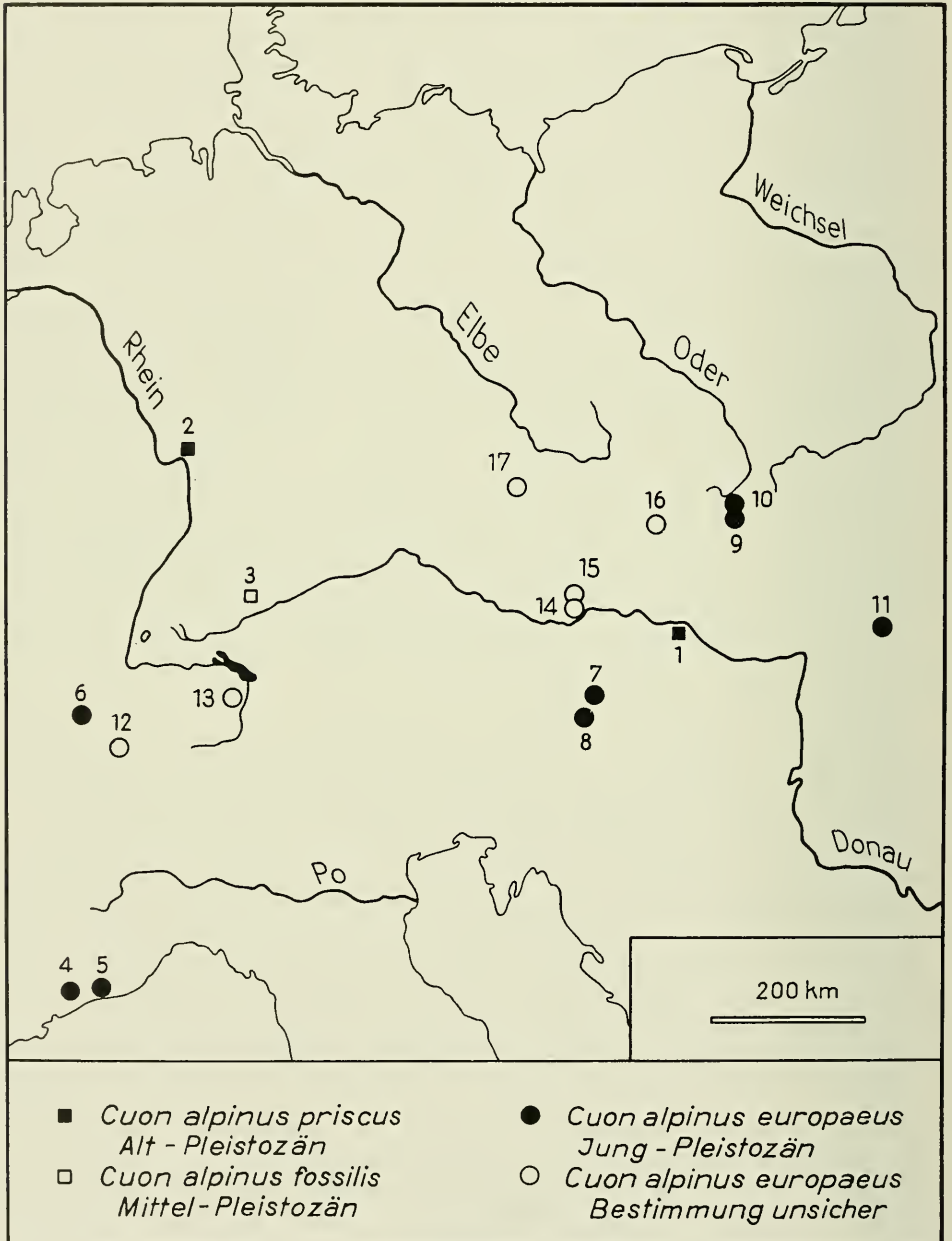 Weichsel
Elbe
Oder
Rhein
2
17
16
10
9
3
15
14
11
1
7
6
13
12
8
Donau
Po
4 5
200 km
■ Cuon alpinus priscus
Alt - Pleistozän
□ Cuon alpinus fossilis
Mittel - Pleistozän
● Cuon alpinus europaeus
Jung - Pleistozän
○ Cuon alpinus europaeus
Bestimmung unsicher